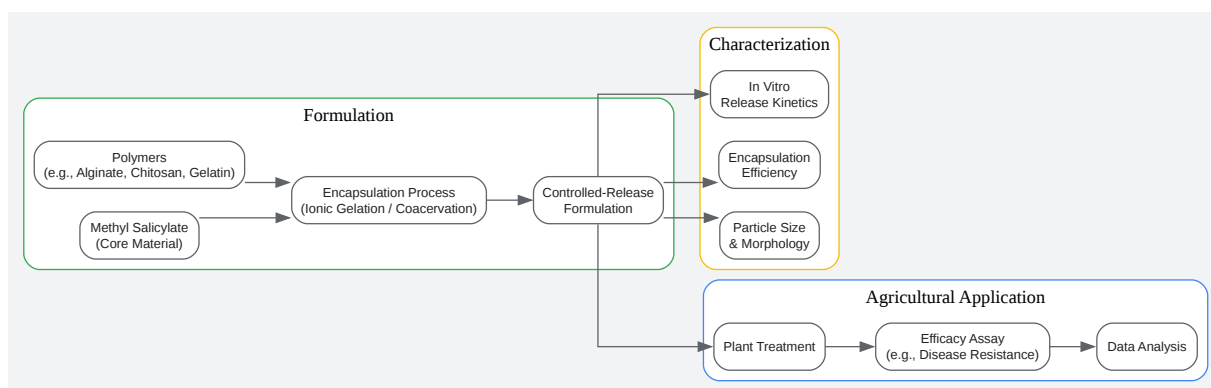 Formulation
Polymers
(e.g., Alginate, Chitosan, Gelatin)
Methyl Salicylate
(Core Material)
Encapsulation Process
(Ionic Gelation / Coacervation)
Controlled-Release
Formulation
Characterization
In Vitro
Release Kinetics
Encapsulation
Efficiency
Particle Size
& Morphology
Agricultural Application
Plant Treatment
Efficacy Assay
(e.g., Disease Resistance)
Data Analysis